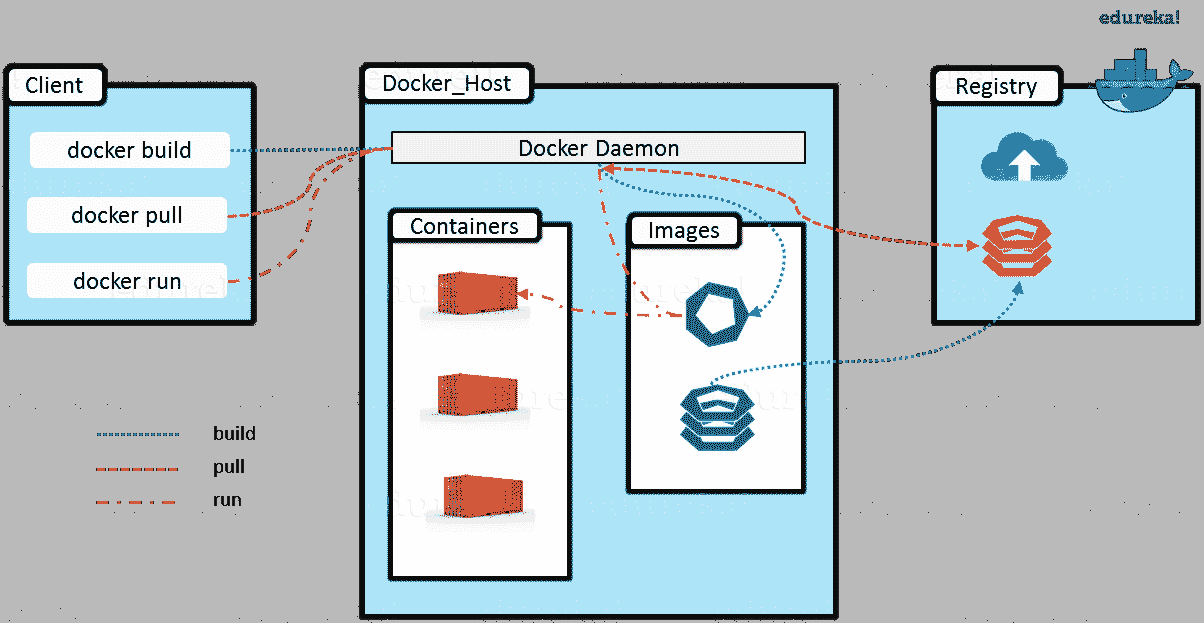 edureka!
Client
docker build
docker pull
docker run
Docker_Host
Docker Daemon
Containers
Images
Registry
build
pull
run